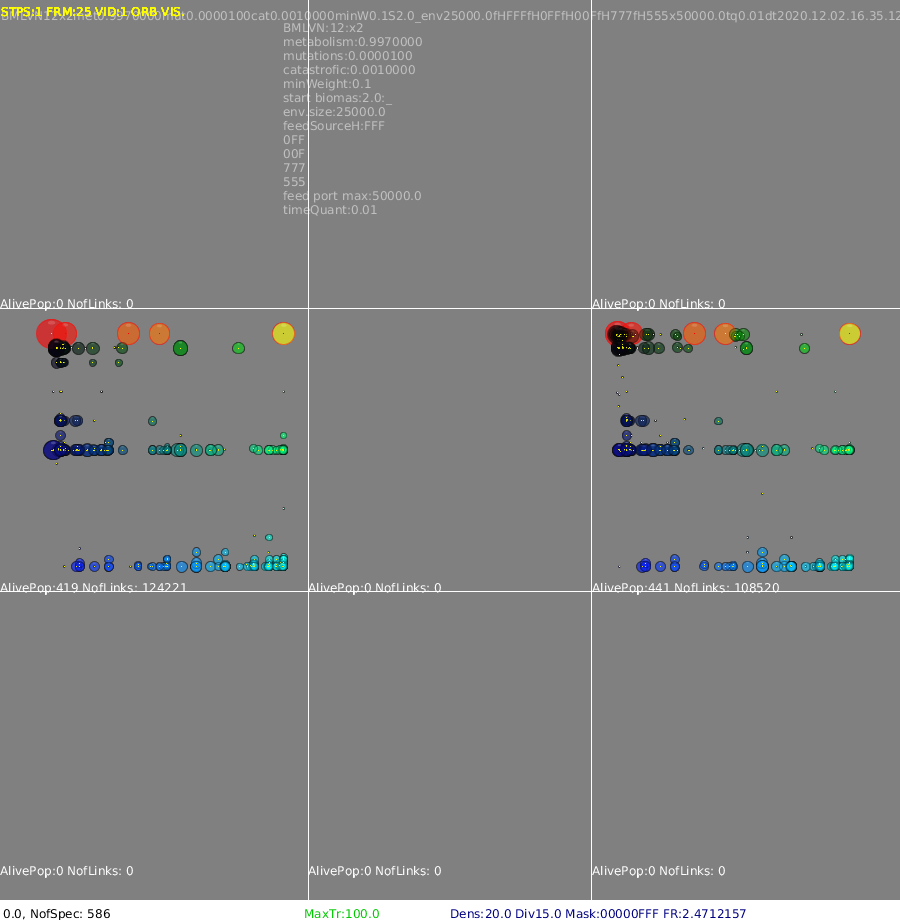 STPS:1 FRM:25 VID:1 ORB VIS.
0.0000100cat0.0010000minW0.1S2.0_env25000.0fHFFFfH0FFfH00FfH777fH555x50000.0tq0.01dt2020.12.02.16.35.12
BMLVN:12:x2
metabolism:0.9970000
mutations:0.0000100
catastrofic:0.0010000
minWeight:0.1
start biomas:2.0:_
env.size:25000.0
feedSourceH:FFF
0FF
00F
777
555
feed port max:50000.0
timeQuant:0.01
AlivePop:0 NofLinks: 0
AlivePop:0 NofLinks: 0
AlivePop:419 NofLinks: 124221
AlivePop:0 NofLinks: 0
AlivePop:441 NofLinks: 108520
AlivePop:0 NofLinks: 0
AlivePop:0 NofLinks: 0
AlivePop:0 NofLinks: 0
0.0, NofSpec: 586
MaxTr:100.0
Dens:20.0 Div15.0 Mask:00000FFF FR:2.4712157